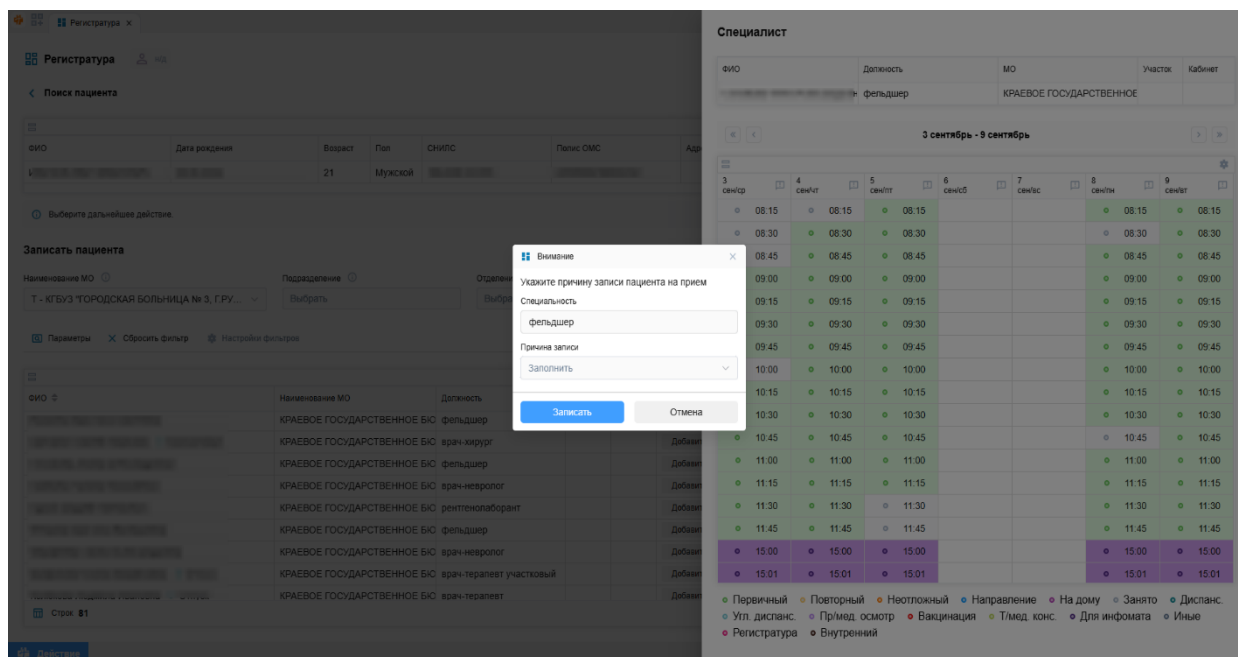 Регистратура ×
Регистратура МА
Поиск пациента
ФИО Дата рождения Возраст Пол СНИЛС Полис ОМС Адр
21 Мужской
Выберите дальнейшее действие.
Записать пациента
Наименование МО Подразделение Отделени
Т - КГБУЗ "ГОРОДСКАЯ БОЛЬНИЦА № 3, Г.РУ... Выбрать Выбра
Параметры Сбросить фильтр Настройки фильтров
ФИО Наименование МО Должность
КРАЕВОЕ ГОСУДАРСТВЕННОЕ БЮ фельдшер
КРАЕВОЕ ГОСУДАРСТВЕННОЕ БЮ врач-хирург Добавит
КРАЕВОЕ ГОСУДАРСТВЕННОЕ БЮ фельдшер Добавит
КРАЕВОЕ ГОСУДАРСТВЕННОЕ БЮ врач-невролог Добавит
КРАЕВОЕ ГОСУДАРСТВЕННОЕ БЮ рентгенолаборант Добавит
КРАЕВОЕ ГОСУДАРСТВЕННОЕ БЮ фельдшер Добавит
КРАЕВОЕ ГОСУДАРСТВЕННОЕ БЮ врач-невролог Добавит
КРАЕВОЕ ГОСУДАРСТВЕННОЕ БЮ врач-терапевт участковый Добавит
КРАЕВОЕ ГОСУДАРСТВЕННОЕ БЮ врач-терапевт Добавит
Строк 81
Действие
Внимание ×
Укажите причину записи пациента на прием
Специальность
фельдшер
Причина записи
Заполнить
Записать Отмена
Специалист
ФИО Должность МО Участок Кабинет
фельдшер КРАЕВОЕ ГОСУДАРСТВЕННОЕ
« < 3 сентябрь - 9 сентябрь > »
3 4 5 6 7 8 9
сен/ср сен/чт сен/пт сен/сб сен/вс сен/пн сен/вт
08:15 08:15 08:15 08:15 08:15
08:30 08:30 08:30 08:30 08:30
08:45 08:45 08:45 08:45 08:45
09:00 09:00 09:00 09:00 09:00
09:15 09:15 09:15 09:15 09:15
09:30 09:30 09:30 09:30 09:30
09:45 09:45 09:45 09:45 09:45
10:00 10:00 10:00 10:00 10:00
10:15 10:15 10:15 10:15 10:15
10:30 10:30 10:30 10:30 10:30
10:45 10:45 10:45 10:45 10:45
11:00 11:00 11:00 11:00 11:00
11:15 11:15 11:15 11:15 11:15
11:30 11:30 11:30 11:30 11:30
11:45 11:45 11:45 11:45 11:45
15:00 15:00 15:00 15:00 15:00
15:01 15:01 15:01 15:01 15:01
Первичный Повторный Неотложный Направление На дому Занято Диспанс.
Угл. диспанс. Пр/мед. осмотр Вакцинация Т/мед. конс. Для инфомата Иные
Регистратура Внутренний